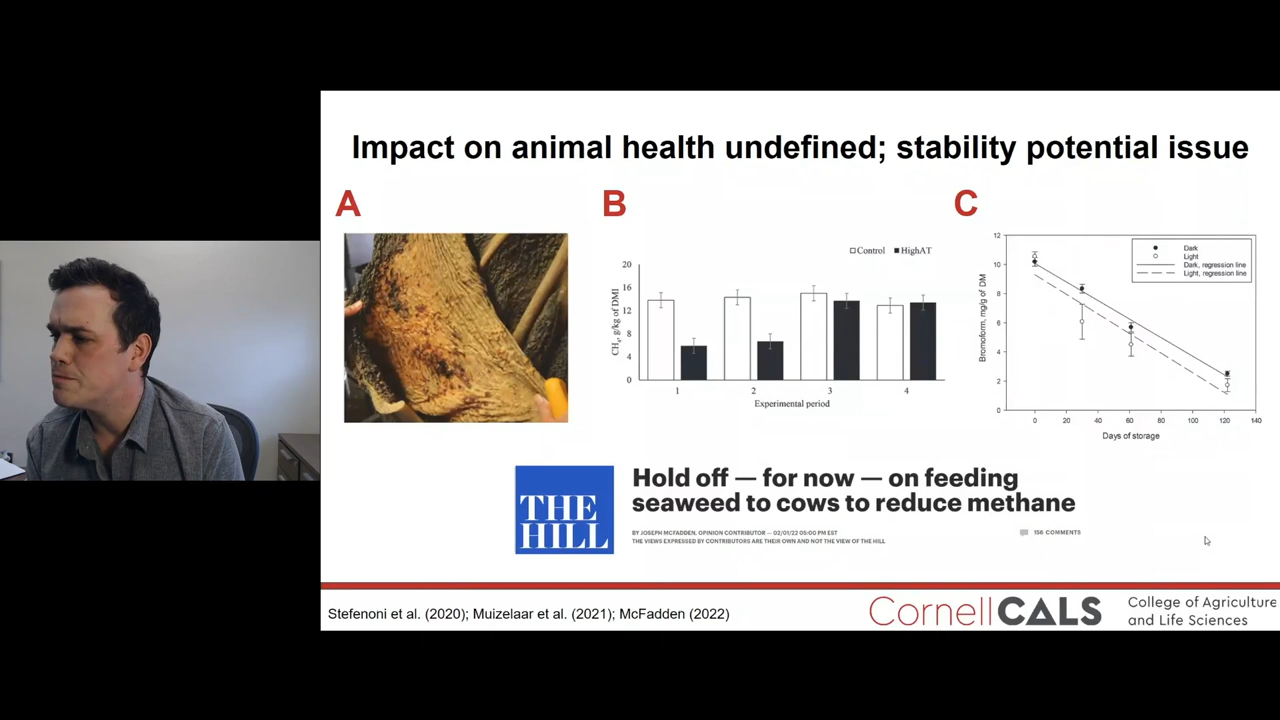 Impact on animal health undefined; stability potential issue
A
B
C
Control
HighAT
20
16
12
8
4
0
CH4, g/kg of DMI
1
2
3
4
Experimental period
12
10
8
6
4
2
0
Bromoform, mg/g of DM
Dark
Light
Dark, regression line
Light, regression line
0
20
40
60
80
100
120
140
Days of storage
THE
HILL
Hold off — for now — on feeding
seaweed to cows to reduce methane
BY JOSEPH MCFADDEN, OPINION CONTRIBUTOR — 02/01/22 05:00 PM EST
156 COMMENTS
THE VIEWS EXPRESSED BY CONTRIBUTORS ARE THEIR OWN AND NOT THE VIEW OF THE HILL
Stefenoni et al. (2020); Muizelaar et al. (2021); McFadden (2022)
CornellCALS
College of Agriculture
and Life Sciences